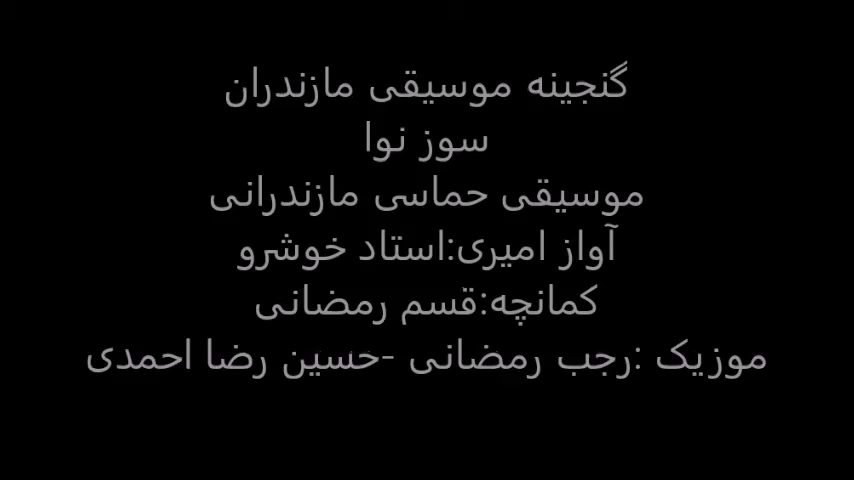 گنجینه موسیقی مازندران
سوز نوا
موسیقی حماسی مازندرانی
آواز امیری:استاد خوشرو
کمانچه:قسم رمضانی
موزیک :رجب رمضانی -حسین رضا احمدی